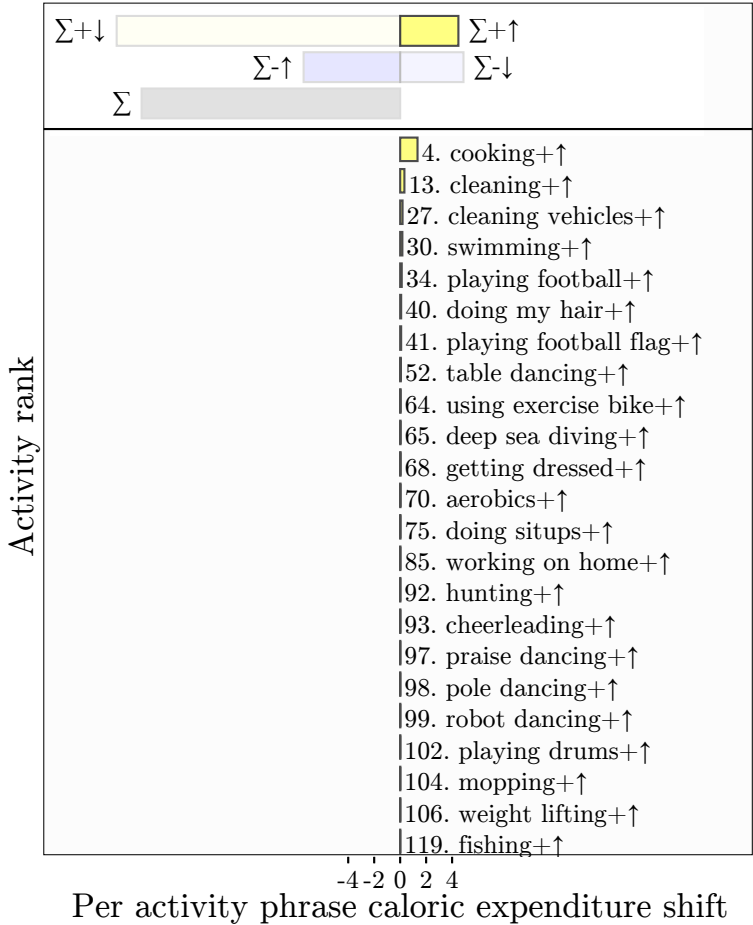 Σ+↓ Σ+↑
Σ-↑ Σ-↓
Σ
4. cooking+↑
13. cleaning+↑
27. cleaning vehicles+↑
30. swimming+↑
34. playing football+↑
40. doing my hair+↑
41. playing football flag+↑
52. table dancing+↑
64. using exercise bike+↑
65. deep sea diving+↑
68. getting dressed+↑
70. aerobics+↑
75. doing situps+↑
85. working on home+↑
92. hunting+↑
93. cheerleading+↑
97. praise dancing+↑
98. pole dancing+↑
99. robot dancing+↑
102. playing drums+↑
104. mopping+↑
106. weight lifting+↑
119. fishing+↑
Activity rank
-4 -2 0 2 4
Per activity phrase caloric expenditure shift